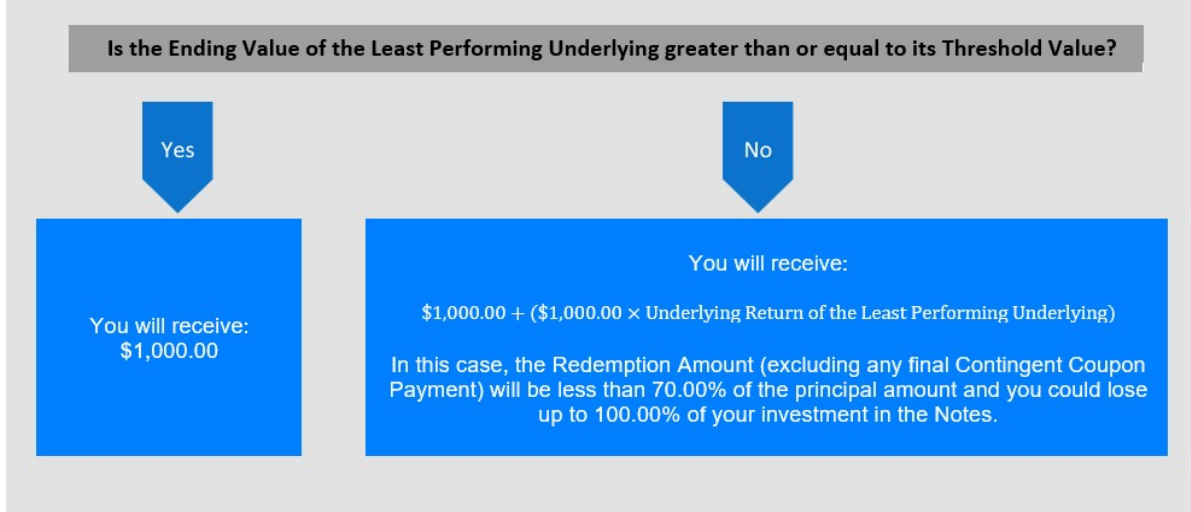 Is the Ending Value of the Least Performing Underlying greater than or equal to its Threshold Value?
Yes
No
You will receive:
$1,000.00
You will receive:
$1,000.00 + ($1,000.00 × Underlying Return of the Least Performing Underlying)
In this case, the Redemption Amount (excluding any final Contingent Coupon
Payment) will be less than 70.00% of the principal amount and you could lose
up to 100.00% of your investment in the Notes.